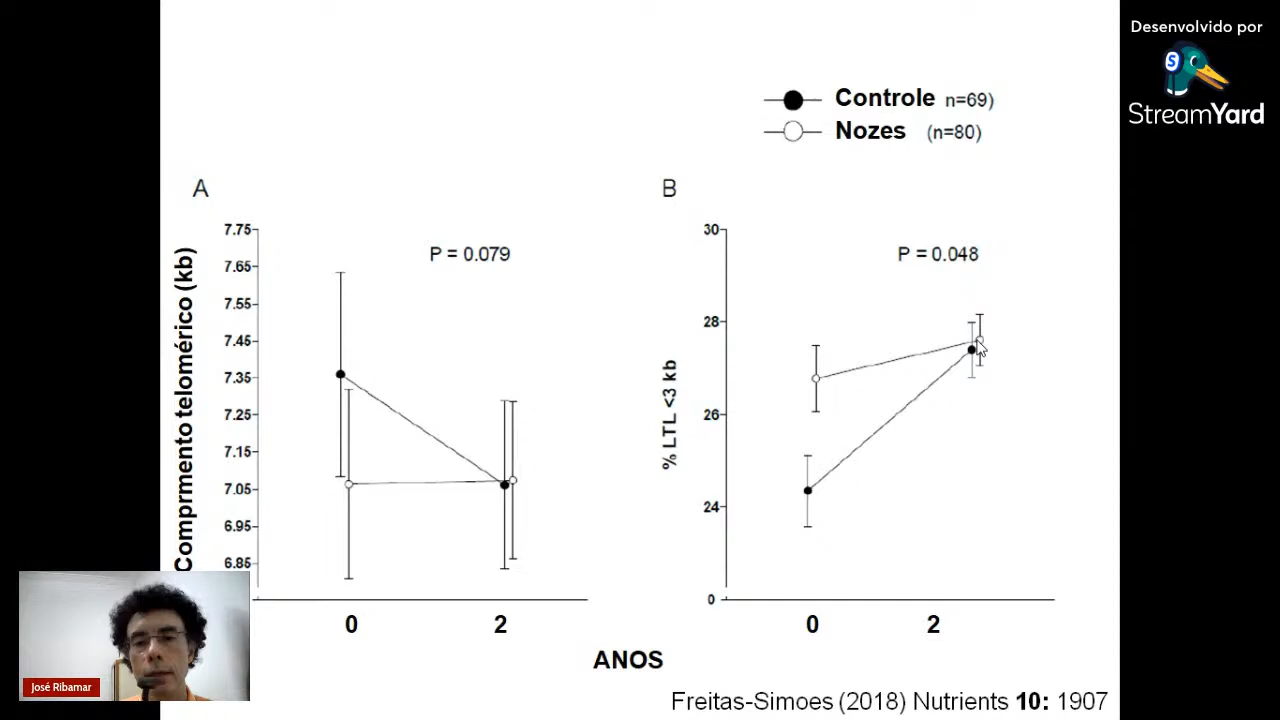 Desenvolvido por
S
StreamYard
Controle n=69)
Nozes (n=80)
A
B
Comprmento telomérico (kb)
7.75
7.65
7.55
7.45
7.35
7.25
7.15
7.05
6.95
6.85
P = 0.079
0 2
% LTL <3 kb
30
28
26
24
0
P = 0.048
0 2
ANOS
José Ribamar
Freitas-Simoes (2018) Nutrients 10: 1907